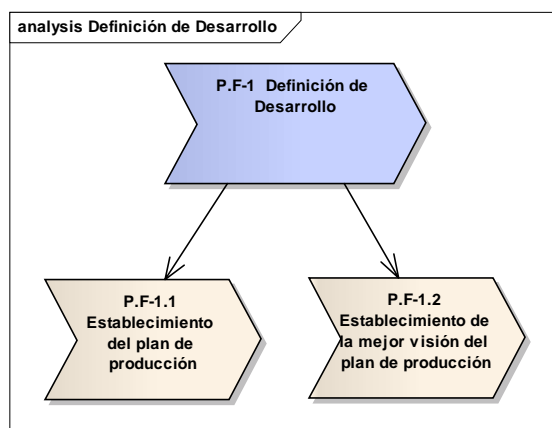 analysis Definición de Desarrollo
P.F-1 Definición de
Desarrollo
P.F-1.1
Establecimiento
del plan de
producción
P.F-1.2
Establecimiento de
la mejor visión del
plan de producción